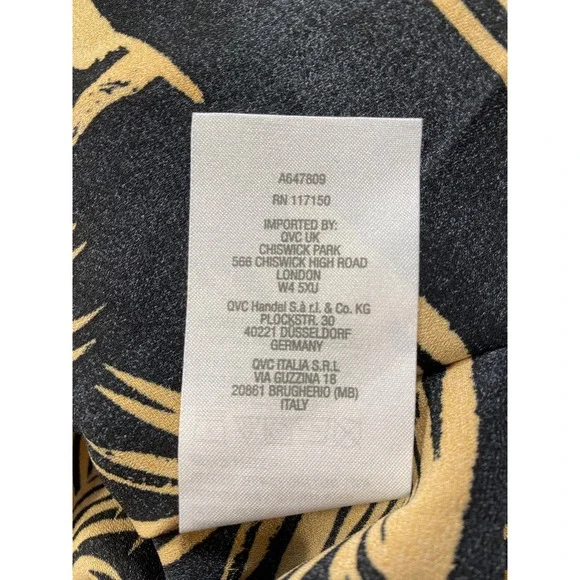 A647809
RN 117150
IMPORTED BY:
QVC UK
CHISWICK PARK
566 CHISWICK HIGH ROAD
LONDON
W4 5XU
QVC Handel S.à r.l. & Co. KG
PLOCKSTR. 30
40221 DÜSSELDORF
GERMANY
QVC ITALIA S.R.L
VIA GUZZINA 18
20861 BRUGHERIO (MB)
ITALY